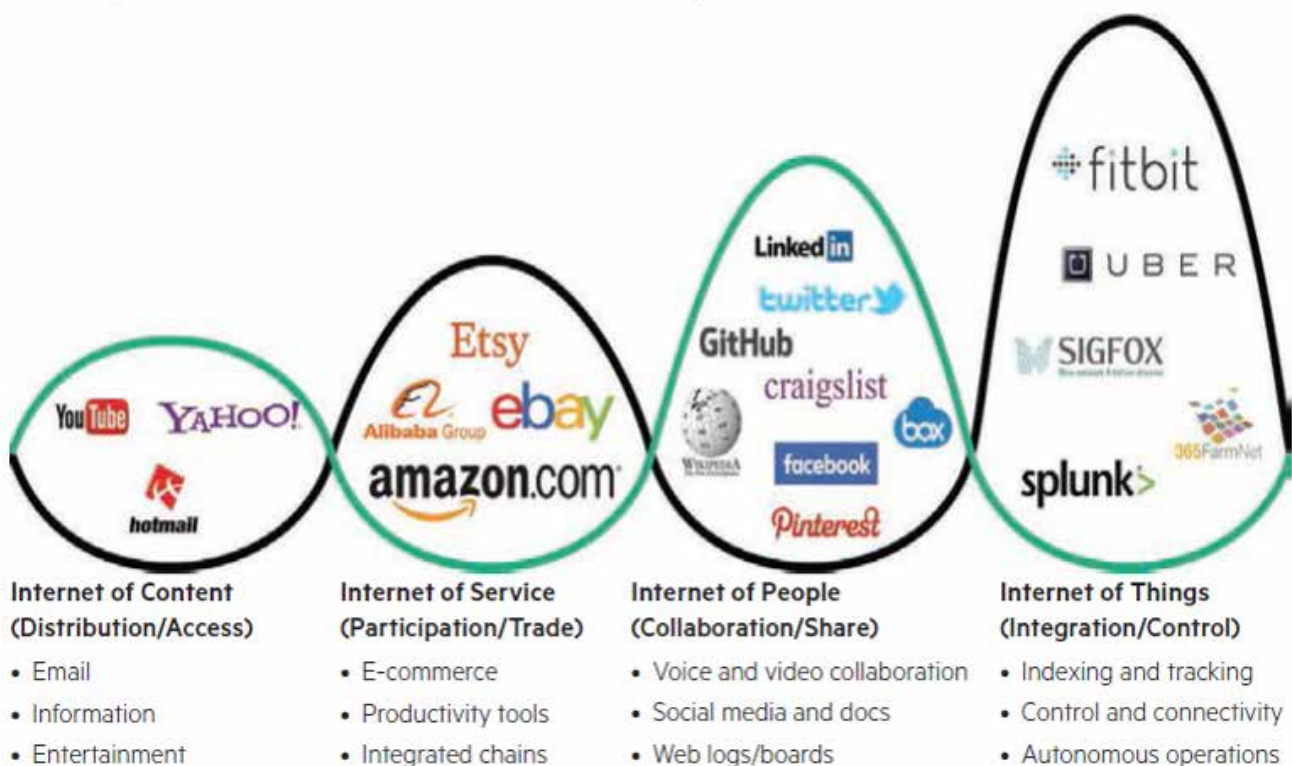 fitbit
UBER
SIGFOX
365FarmNet
splunk>
Linked in
twitter
GitHub
craigslist
WIKIPEDIA
box
facebook
Pinterest
Etsy
Alibaba Group
ebay
amazon.com
YouTube
YAHOO!
hotmail
Internet of Content
(Distribution/Access)
• Email
• Information
• Entertainment
Internet of Service
(Participation/Trade)
• E-commerce
• Productivity tools
• Integrated chains
Internet of People
(Collaboration/Share)
• Voice and video collaboration
• Social media and docs
• Web logs/boards
Internet of Things
(Integration/Control)
• Indexing and tracking
• Control and connectivity
• Autonomous operations